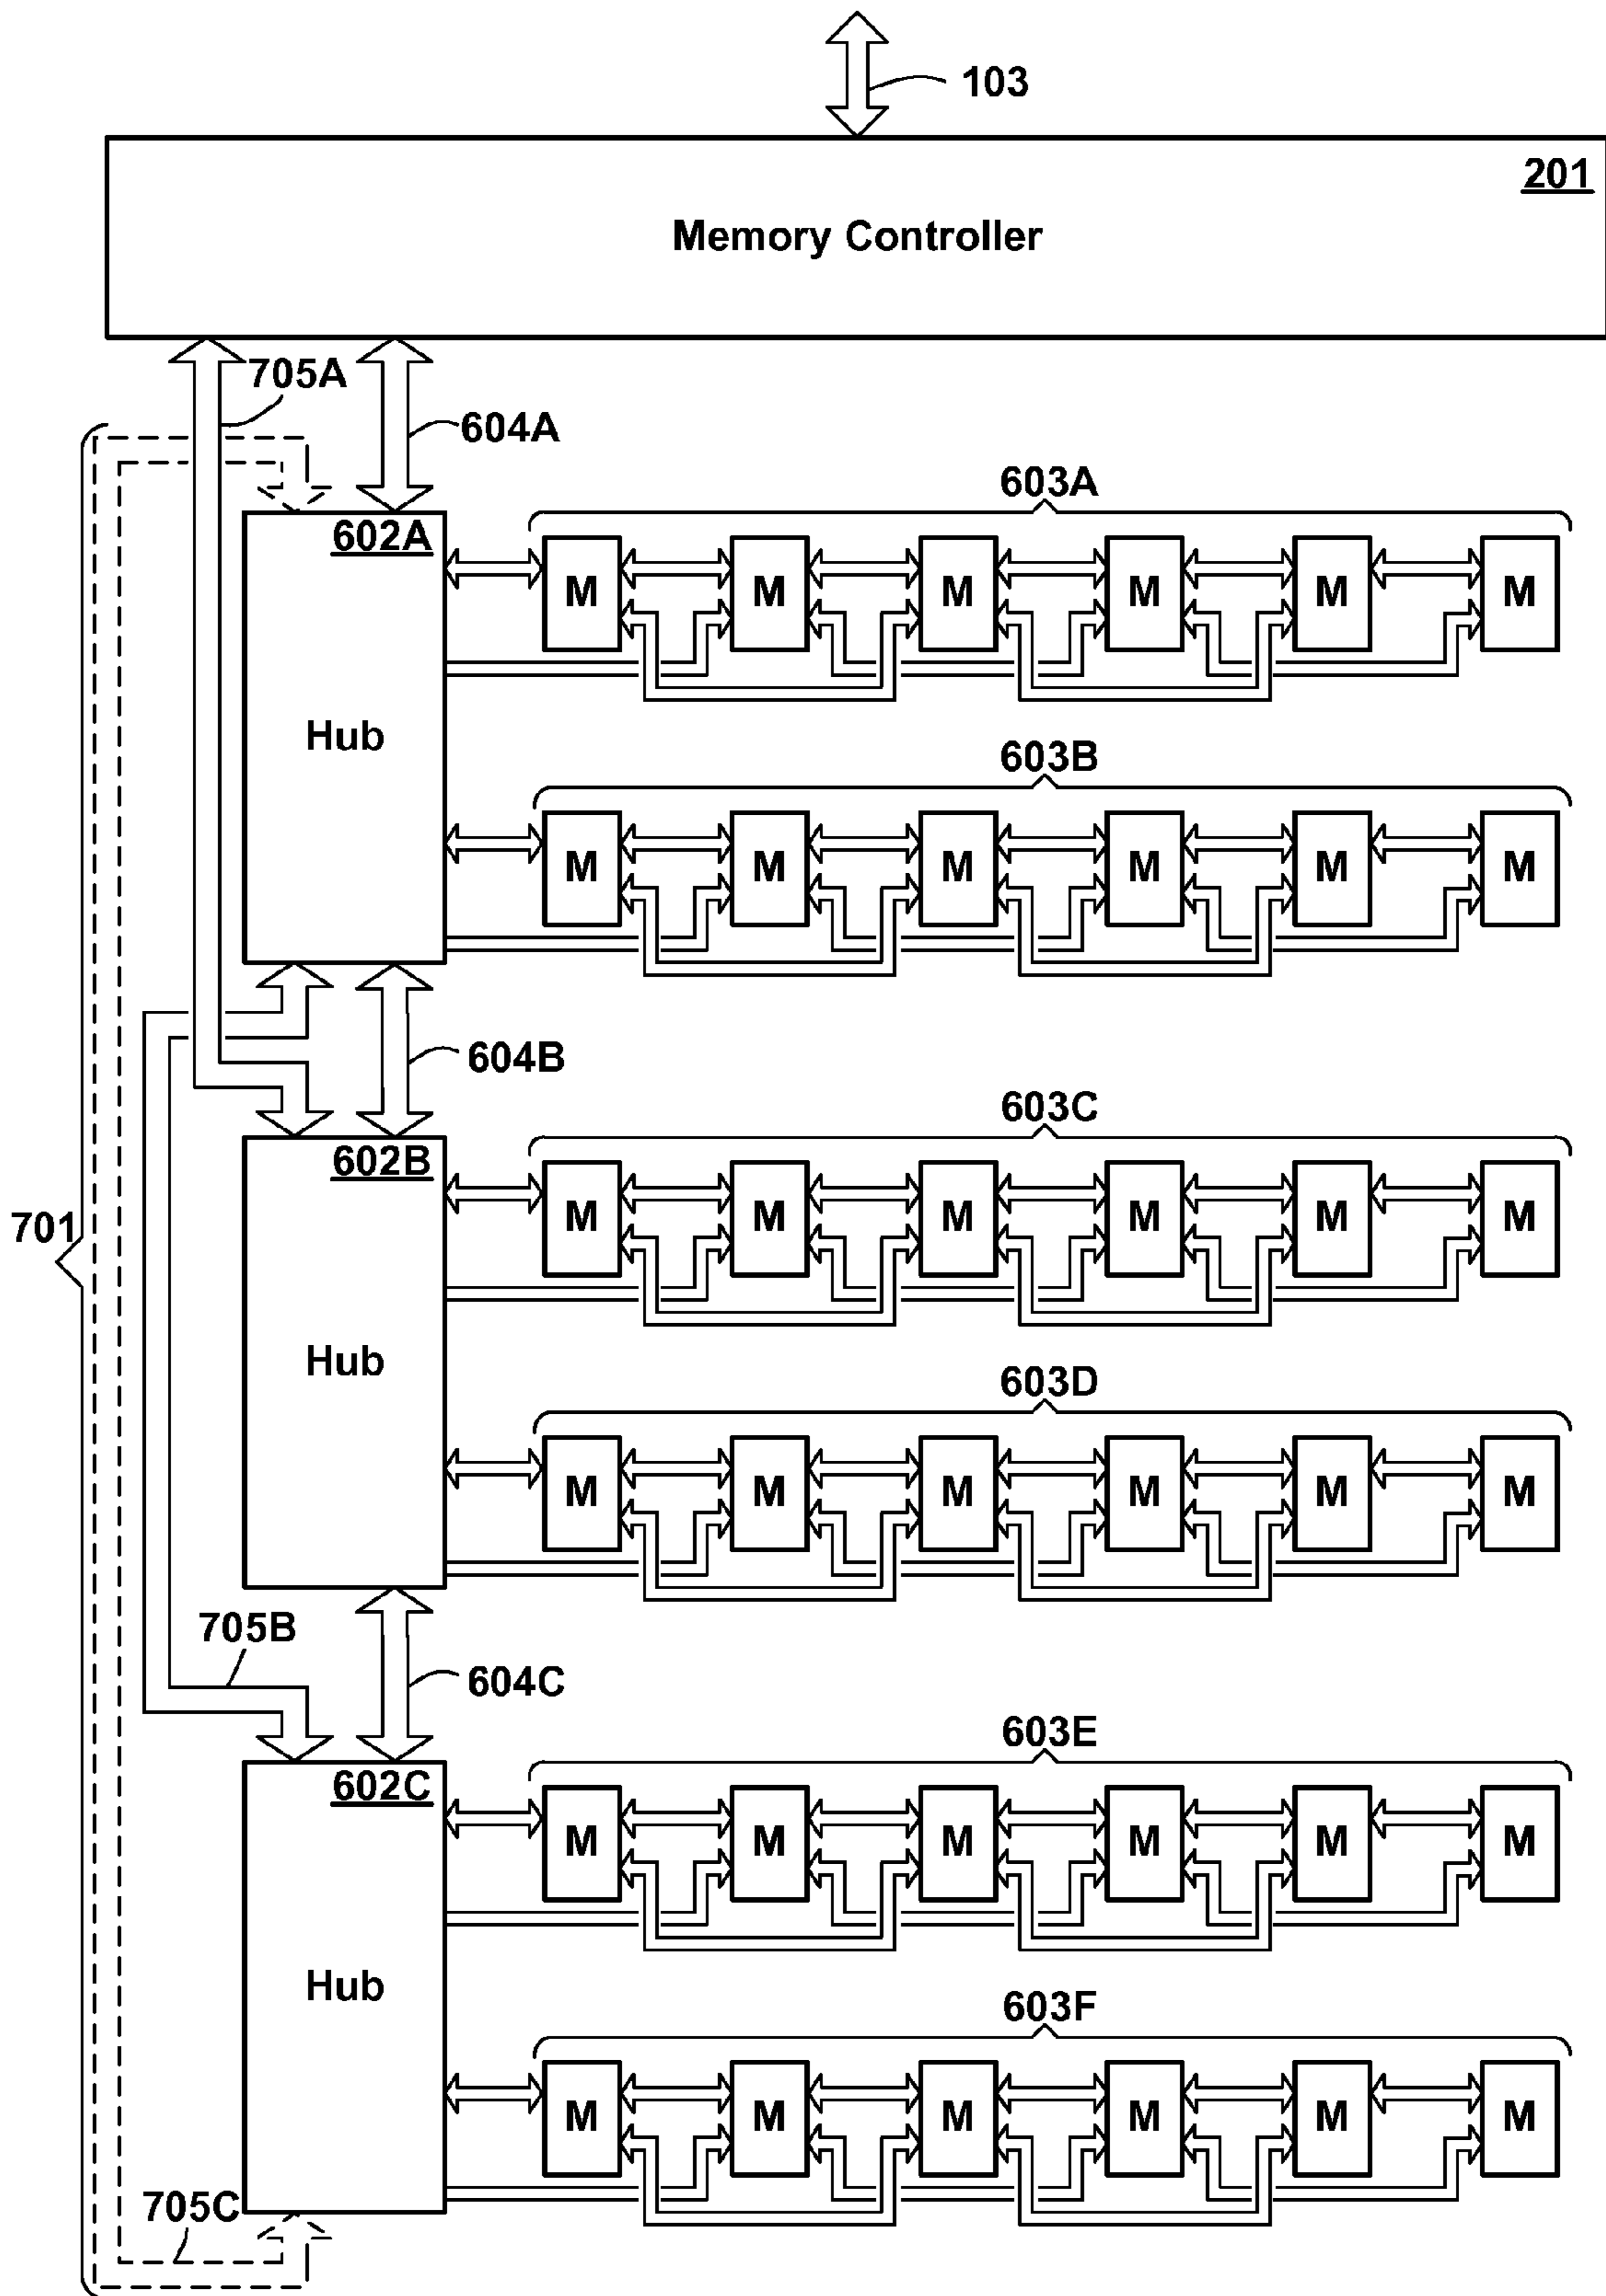 103
201
Memory Controller
705A
604A
603A
602A
M M M M M M
Hub
603B
M M M M M M
604B
603C
602B
M M M M M M
701
Hub
603D
M M M M M M
705B
604C
603E
602C
M M M M M M
Hub
603F
M M M M M M
705C